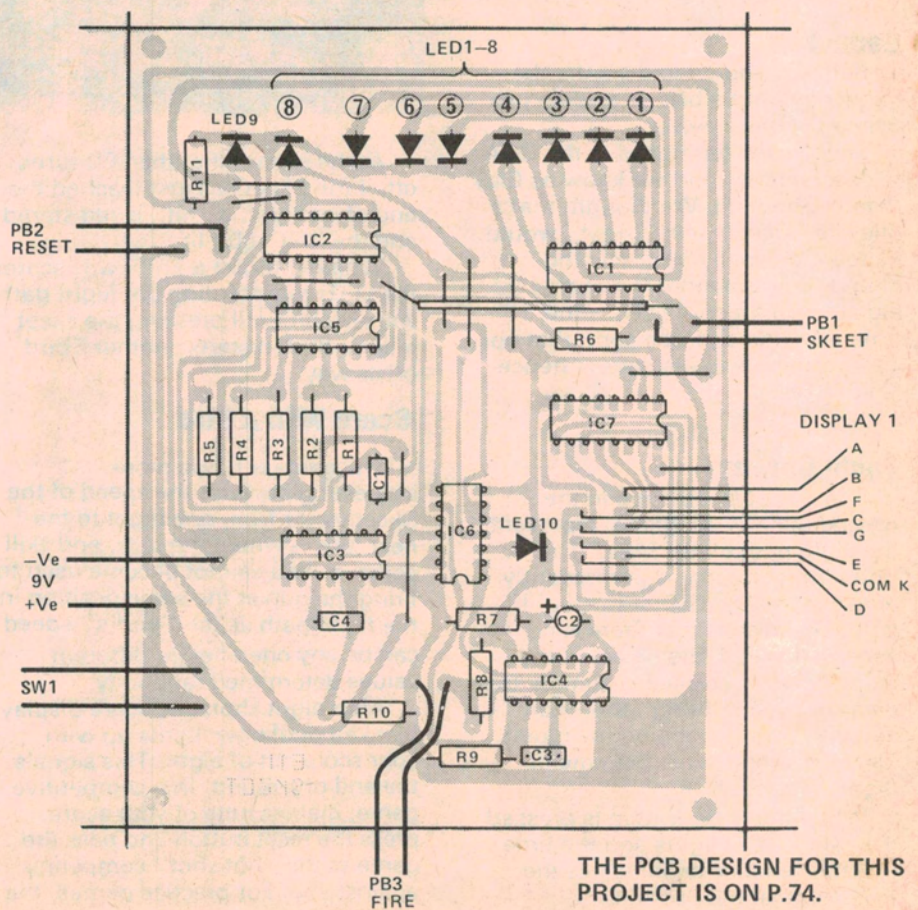 LED1–8
LED9
⑧ ⑦ ⑥ ⑤ ④ ③ ② ①
R11
PB2
RESET
IC2
IC1
IC5
R6
PB1
SKEET
IC7
R5 R4 R3 R2 R1
C1
DISPLAY 1
A
B
F
C
G
E
COM K
D
IC6
LED10
IC3
–Ve
9V
+Ve
C4
R7
+
C2
SW1
R8
IC4
R10
R9
C3
PB3
FIRE
THE PCB DESIGN FOR THIS
PROJECT IS ON P.74.